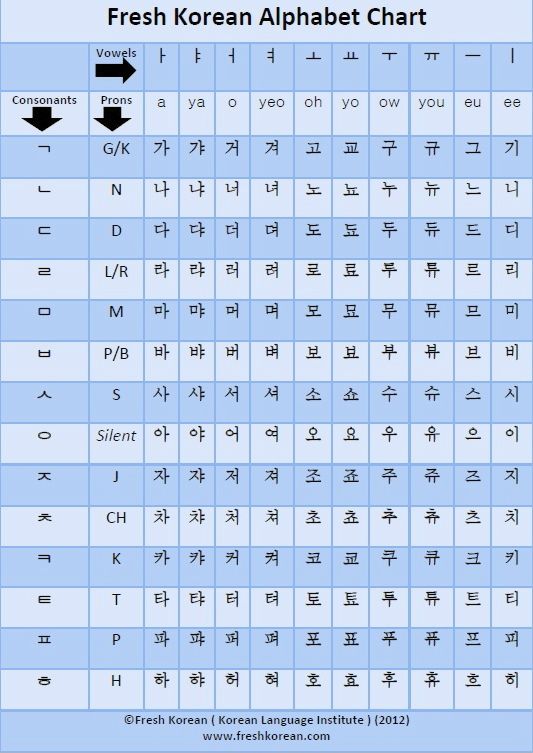 Fresh Korean Alphabet Chart
Vowels ㅏ ㅑ ㅓ ㅕ ㅗ ㅛ ㅜ ㅠ ㅡ ㅣ
Consonants Prons a ya o yeo oh yo ow you eu ee
ㄱ G/K 가 갸 거 겨 고 교 구 규 그 기
ㄴ N 나 냐 너 녀 노 뇨 누 뉴 느 니
ㄷ D 다 댜 더 뎌 도 됴 두 듀 드 디
ㄹ L/R 라 랴 러 려 로 료 루 류 르 리
ㅁ M 마 먀 머 며 모 묘 무 뮤 므 미
ㅂ P/B 바 뱌 버 벼 보 뵤 부 뷰 브 비
ㅅ S 사 샤 서 셔 소 쇼 수 슈 스 시
ㅇ Silent 아 야 어 여 오 요 우 유 으 이
ㅈ J 자 쟈 저 져 조 죠 주 쥬 즈 지
ㅊ CH 차 챠 처 쳐 초 쵸 추 츄 츠 치
ㅋ K 카 캬 커 켜 코 쿄 쿠 큐 크 키
ㅌ T 타 탸 터 텨 토 툐 투 튜 트 티
ㅍ P 파 퍄 퍼 펴 포 표 푸 퓨 프 피
ㅎ H 하 햐 허 혀 호 효 후 휴 흐 히
©Fresh Korean ( Korean Language Institute ) (2012)
www.freshkorean.com